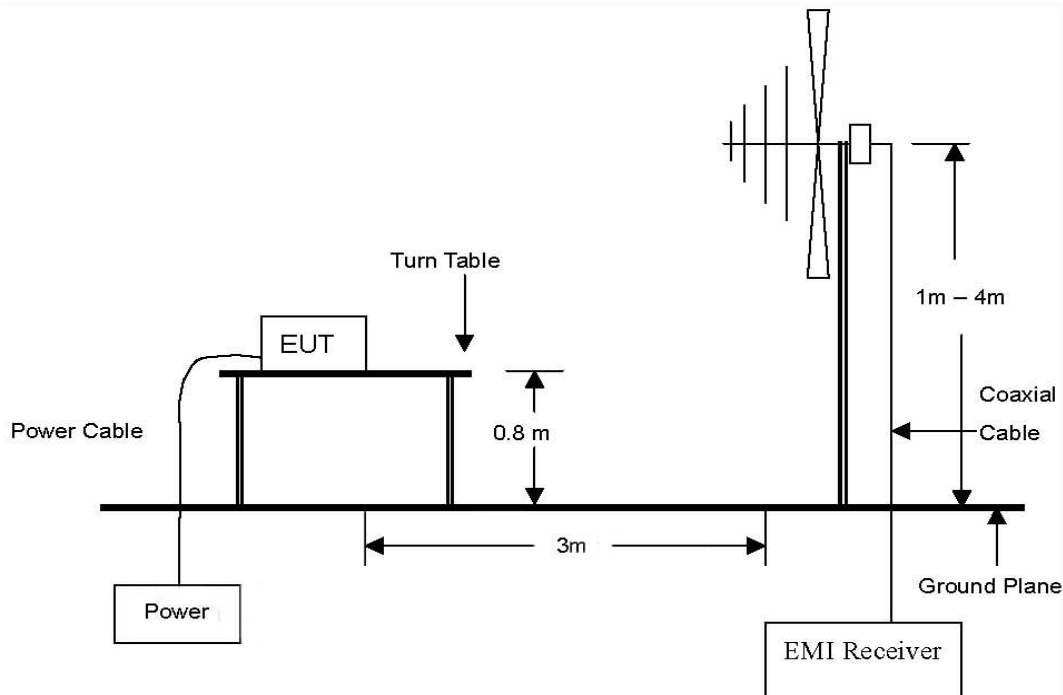 Turn Table
EUT
1m – 4m
Coaxial
Cable
Power Cable
0.8 m
3m
Ground Plane
Power
EMI Receiver